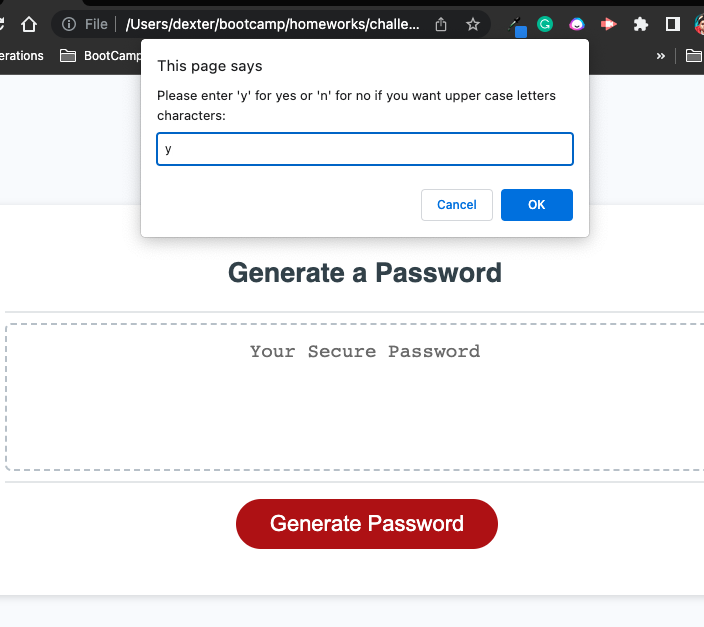 File /Users/dexter/bootcamp/homeworks/challe...
erations BootCamp »
This page says
Please enter 'y' for yes or 'n' for no if you want upper case letters
characters:
y
Cancel OK
Generate a Password
Your Secure Password
Generate Password